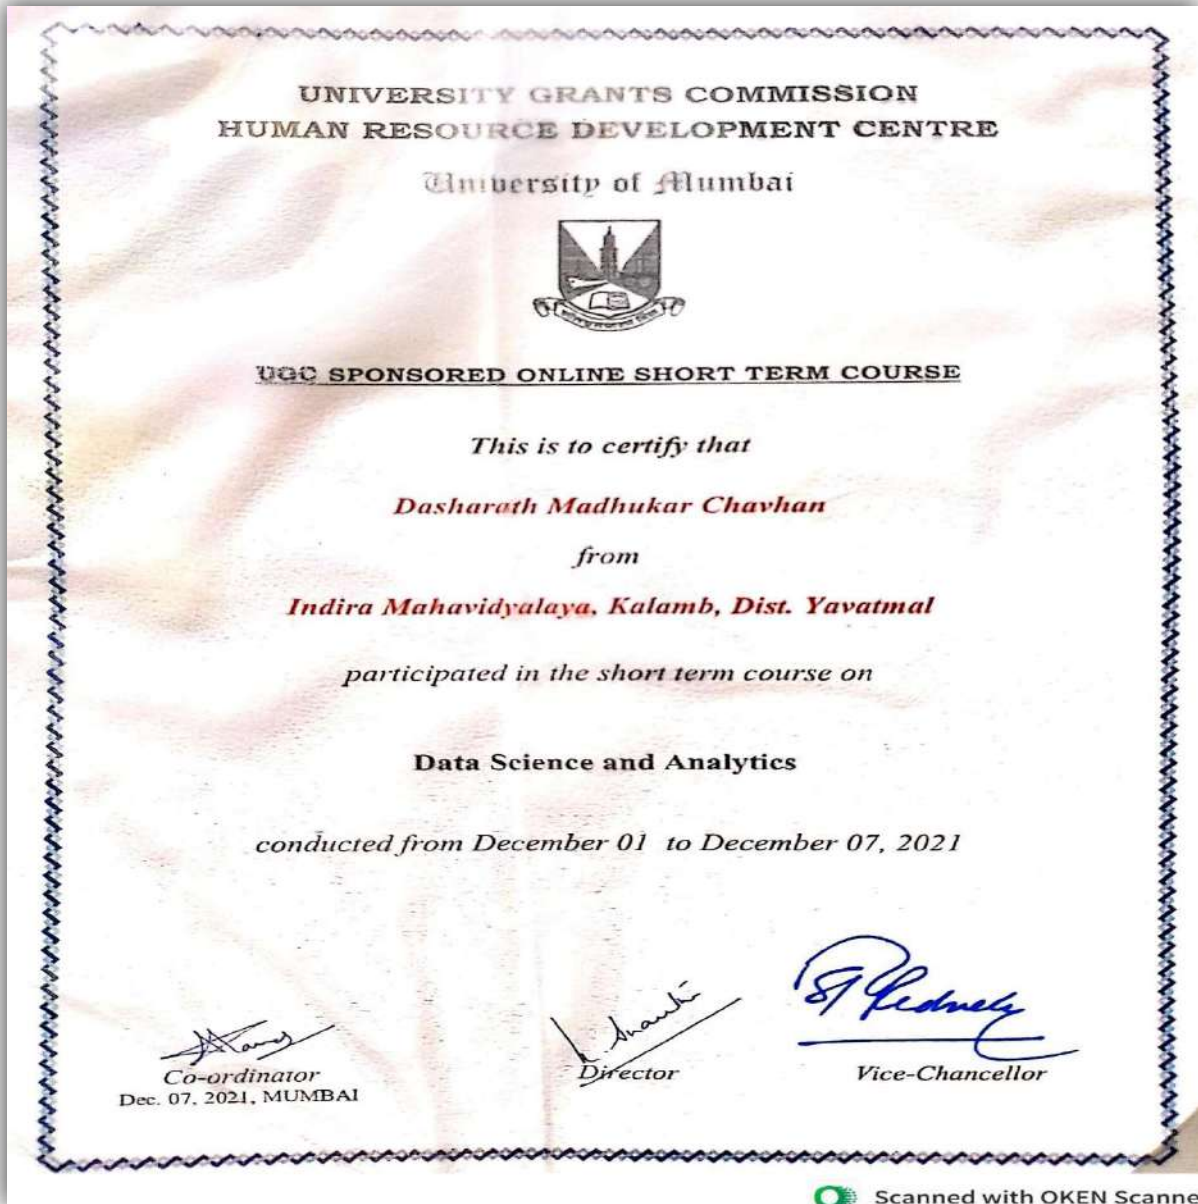 UNIVERSITY GRANTS COMMISSION
HUMAN RESOURCE DEVELOPMENT CENTRE
University of Mumbai
UGC SPONSORED ONLINE SHORT TERM COURSE
This is to certify that
Dasharath Madhukar Chavhan
from
Indira Mahavidyalaya, Kalamb, Dist. Yavatmal
participated in the short term course on
Data Science and Analytics
conducted from December 01 to December 07, 2021
Co-ordinator
Dec. 07, 2021, MUMBAI
Director
Vice-Chancellor
Scanned with OKEN Scanne